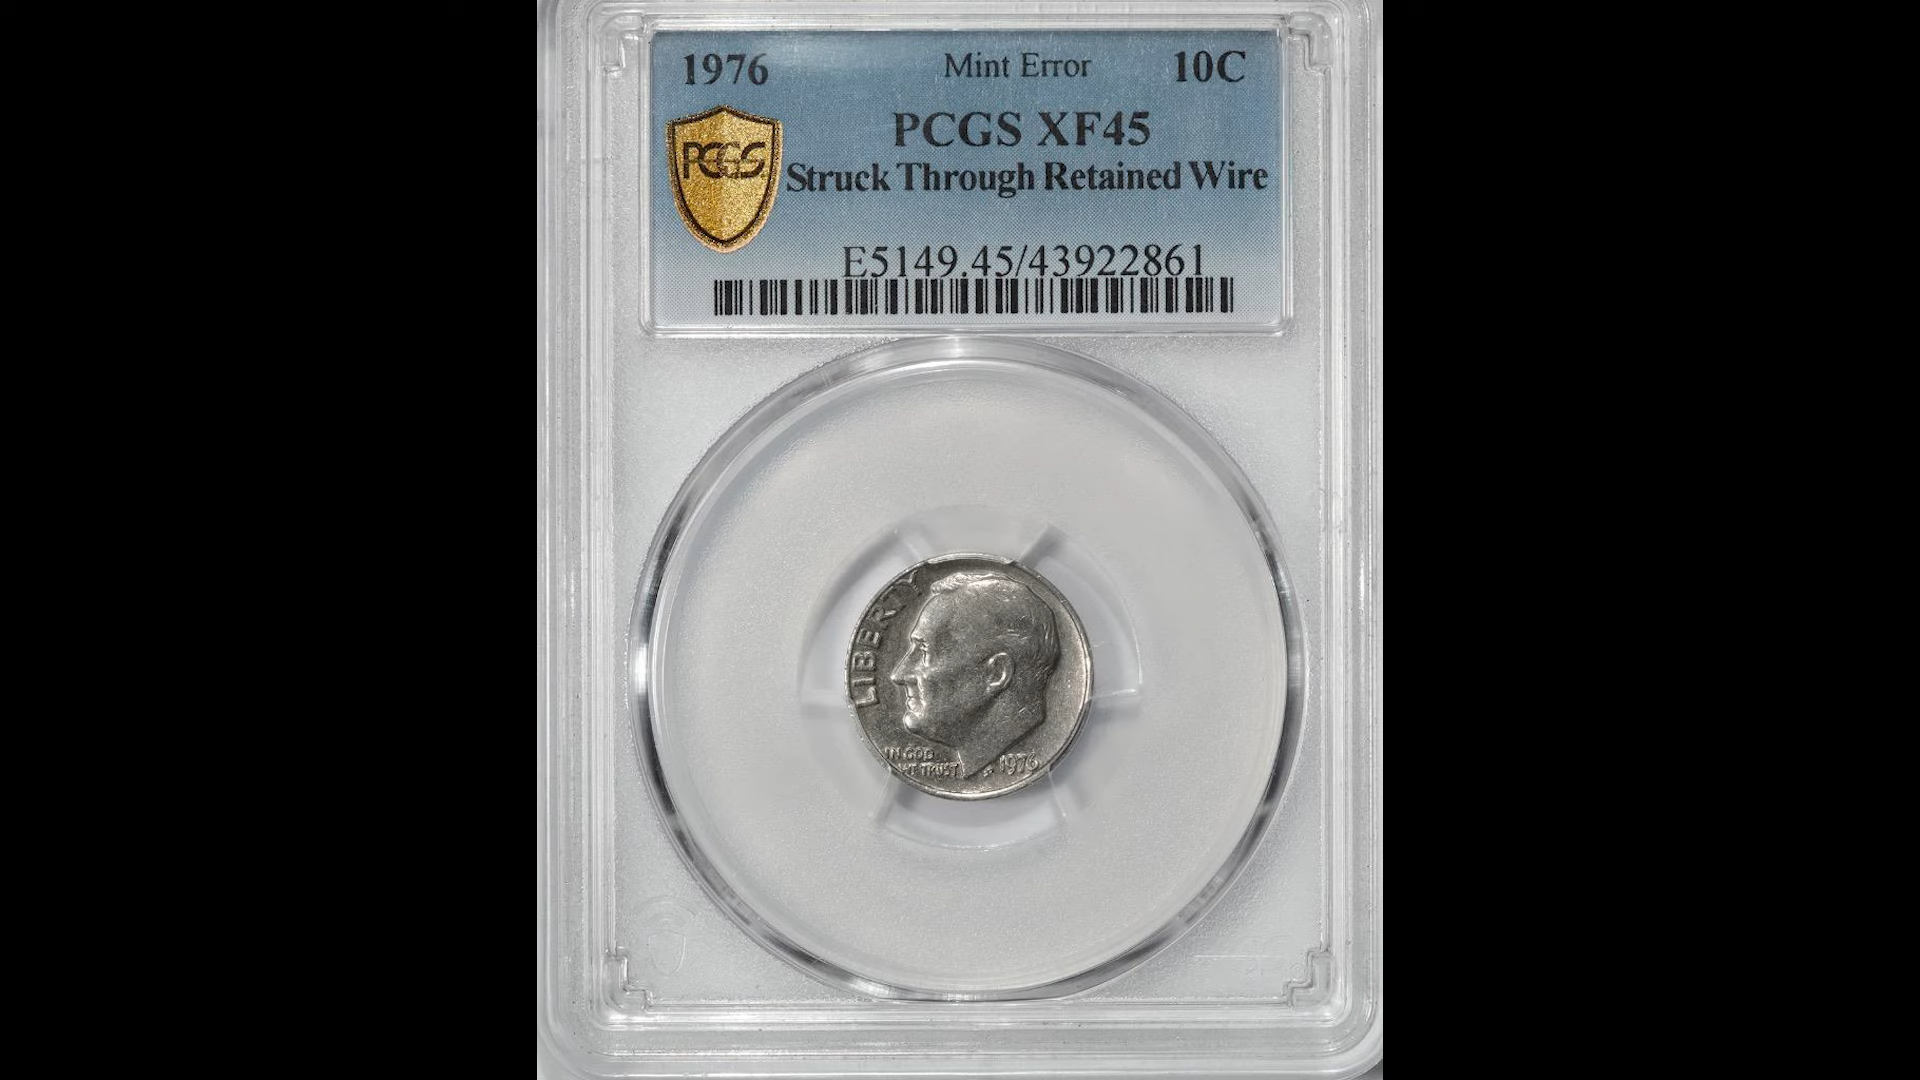 1976 Mint Error 10C
PCGS XF45
PCGS
Struck Through Retained Wire
E5149.45/43922861
LIBERTY
IN GOD
WE TRUST
1976